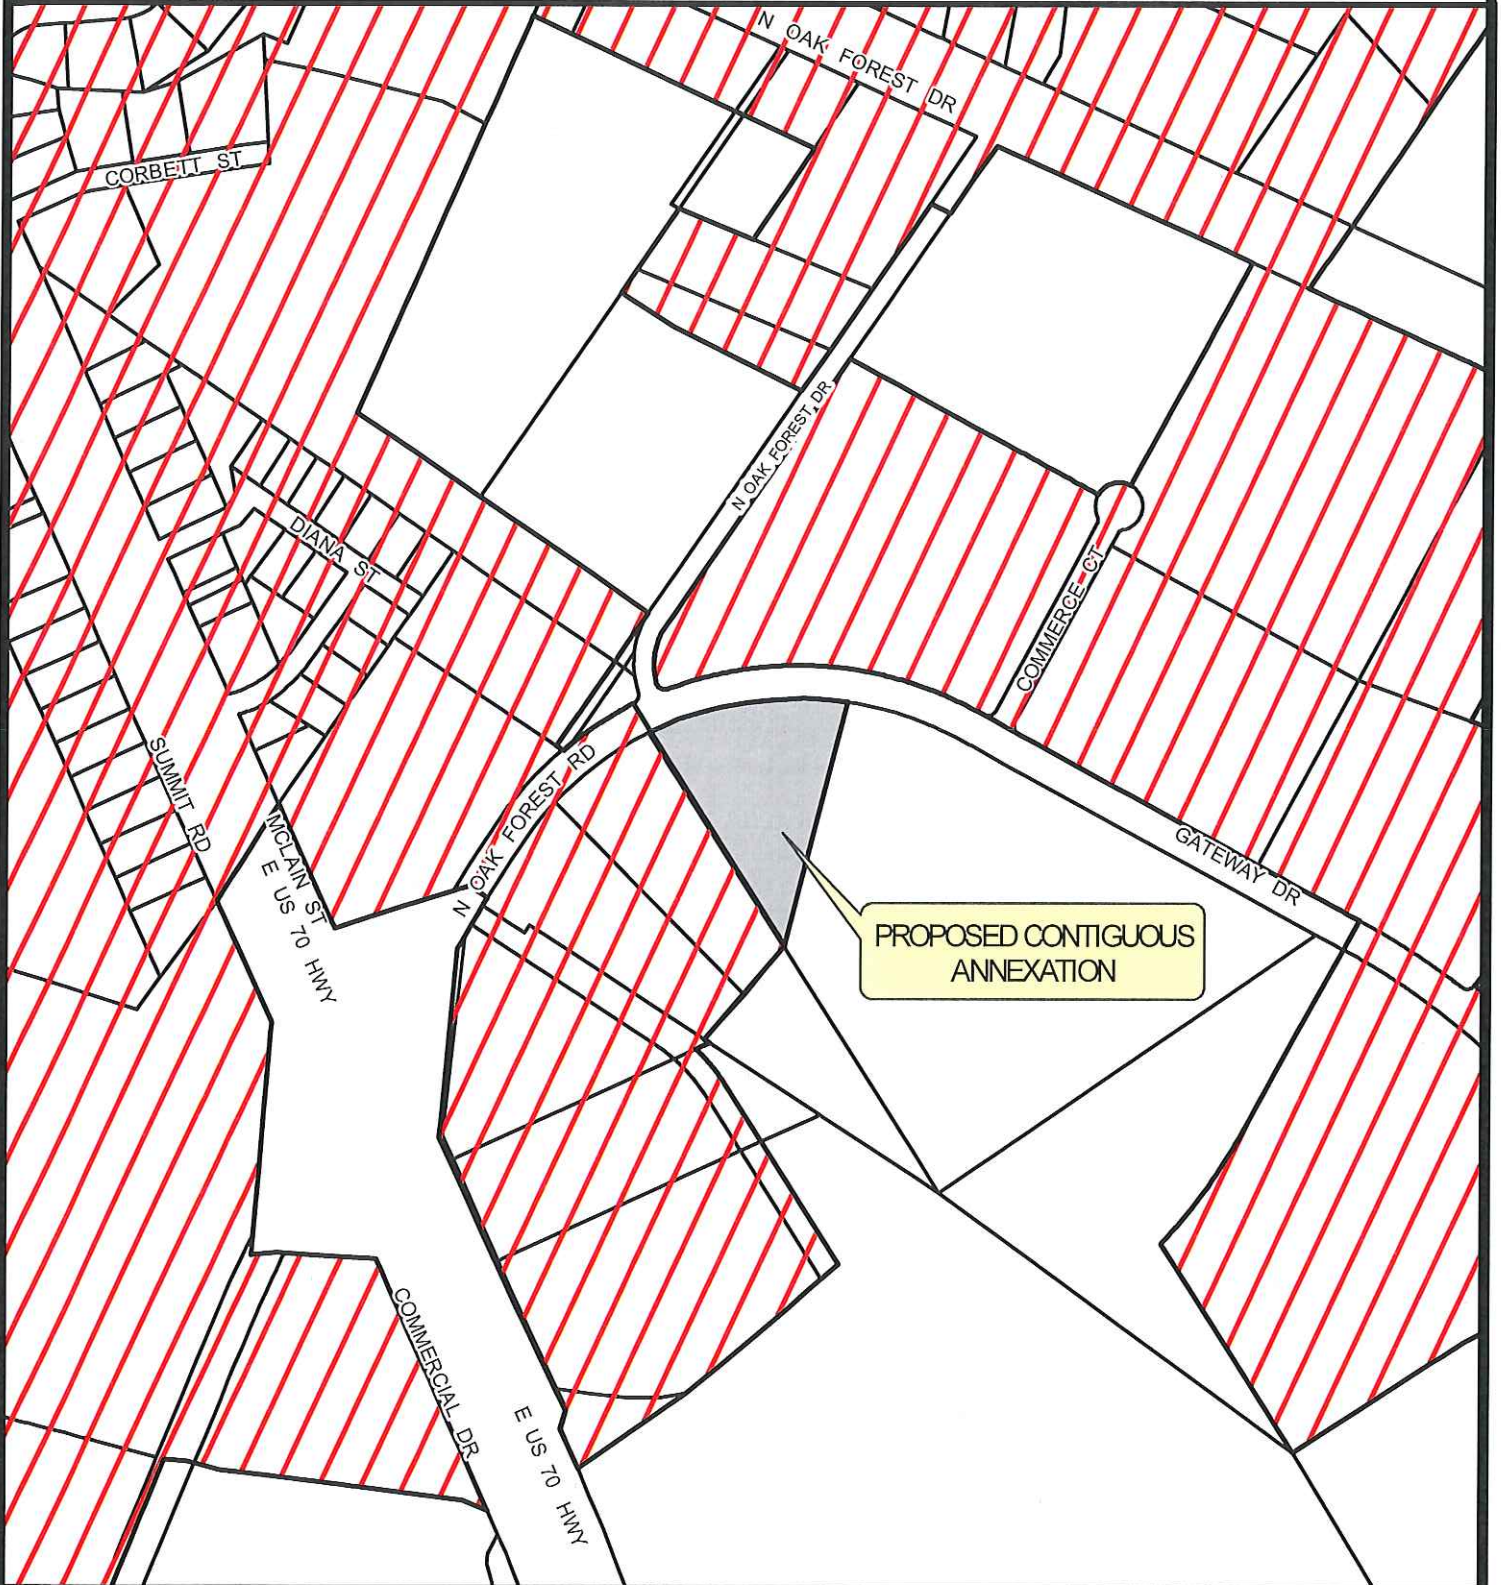 N OAK FOREST DR
CORBETT ST
N OAK FOREST DR
DIANA ST
COMMERCE CT
SUMMIT RD
N OAK FOREST RD
MCLAIN ST
E US 70 HWY
GATEWAY DR
PROPOSED CONTIGUOUS
ANNEXATION
COMMERCIAL DR
E US 70 HWY